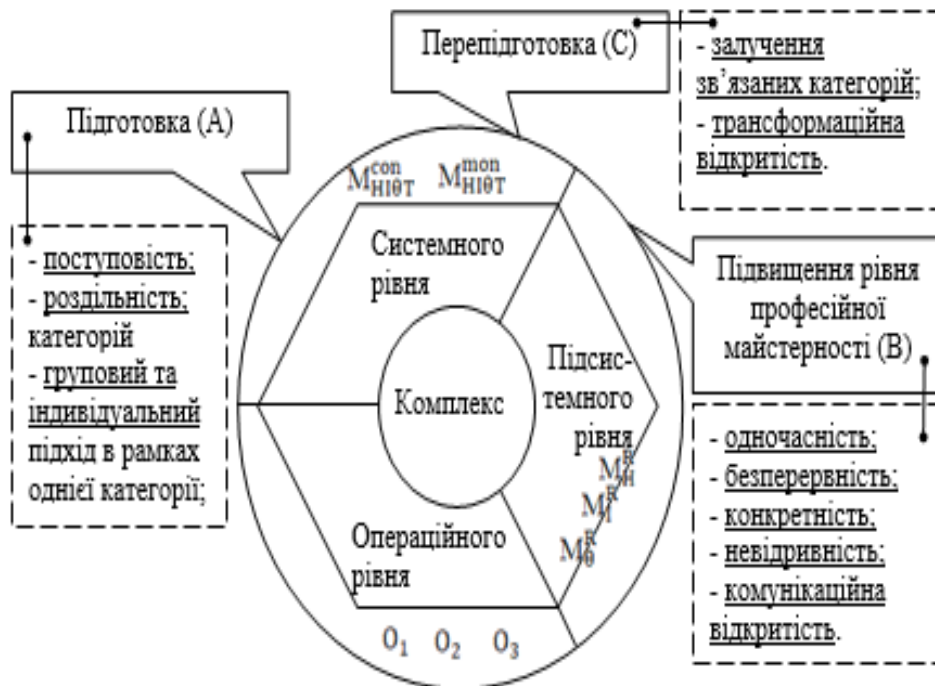 Перепідготовка (С)
- залучення
зв’язаних категорій;
- трансформаційна
відкритість.
Підготовка (А)
- поступовість;
- роздільність;
категорій
- груповий та
індивідуальний
підхід в рамках
однієї категорії;
M^con_НІθТ M^mon_НІθТ
Системного
рівня
Комплекс
Підсис-
темного
рівня
M^R_H
M^R_I
M^R_θ
Операційного
рівня
O₁ O₂ O₃
Підвищення рівня
професійної
майстерності (В)
- одночасність;
- безперервність;
- конкретність;
- невідривність;
- комунікаційна
відкритість.